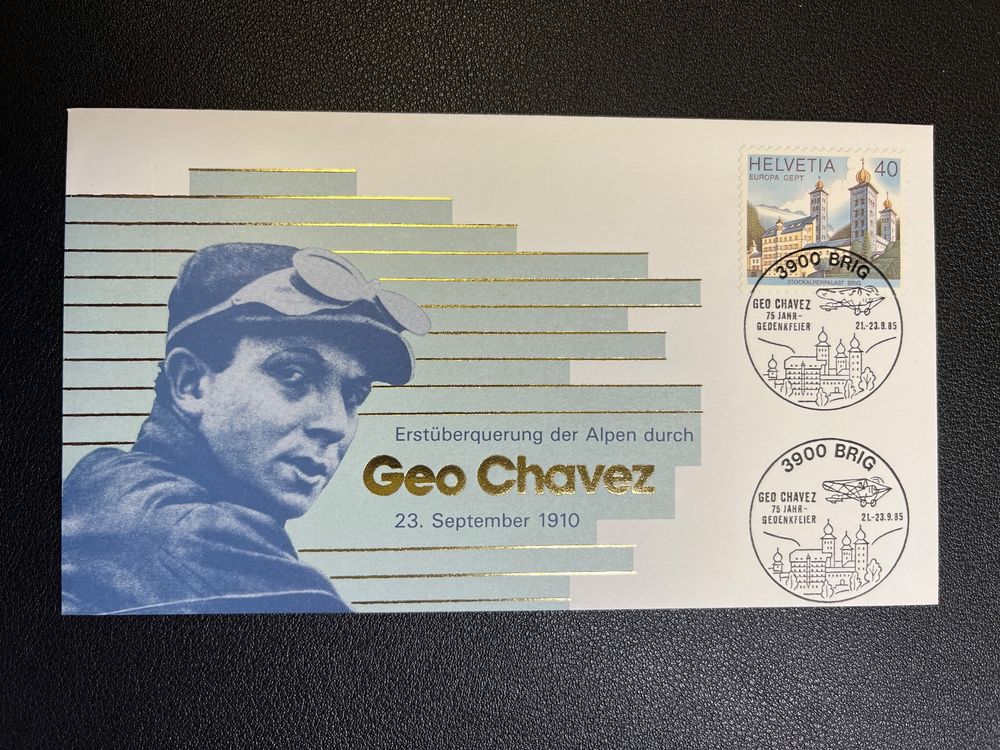 Erstüberquerung der Alpen durch
Geo Chavez
23. September 1910
HELVETIA 40
EUROPA CEPT
STOCKALPERPALAST BRIG
3900 BRIG
GEO CHAVEZ
75 JAHR-
GEDENKFEIER
21.-23.9.85
3900 BRIG
GEO CHAVEZ
75 JAHR-
GEDENKFEIER
21.-23.9.85